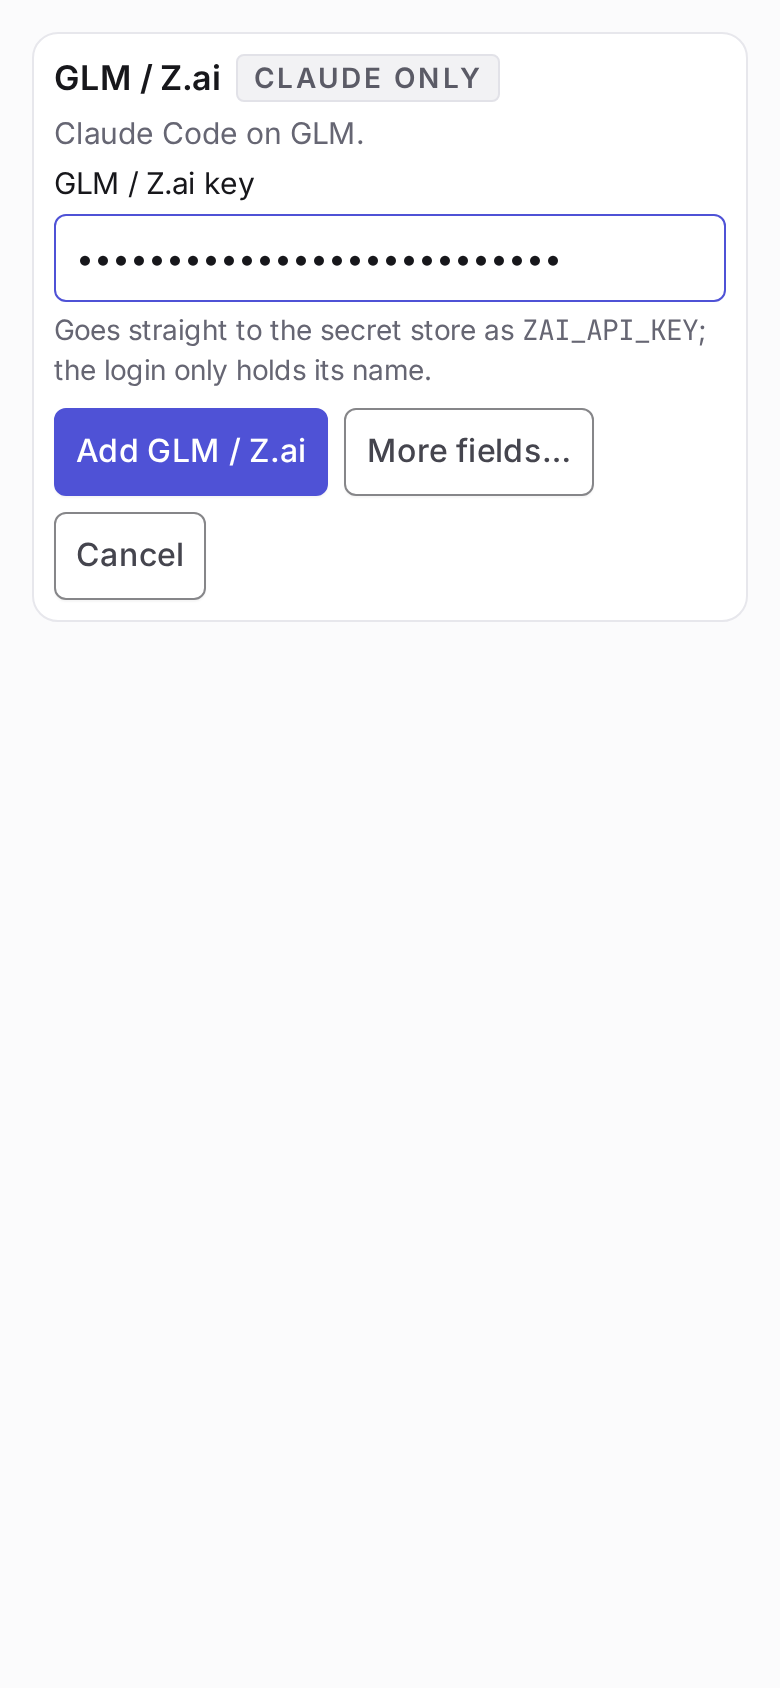 GLM / Z.ai CLAUDE ONLY
Claude Code on GLM.
GLM / Z.ai key
•••••••••••••••••••••••••••
Goes straight to the secret store as ZAI_API_KEY;
the login only holds its name.
Add GLM / Z.ai More fields...
Cancel